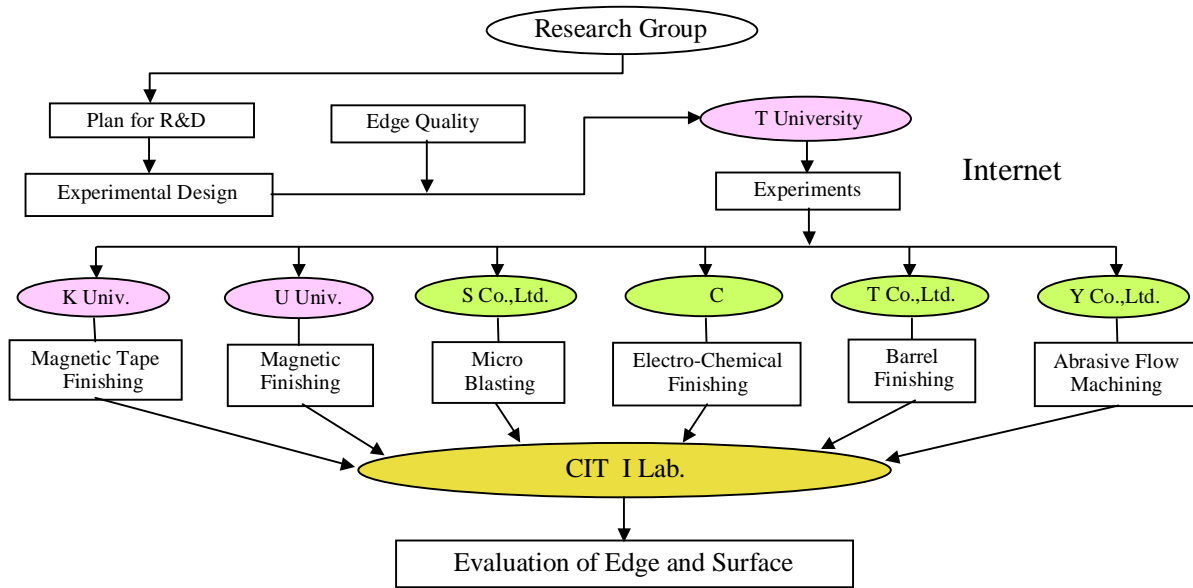 Research Group
Plan for R&D
Edge Quality
T University
Internet
Experimental Design
Experiments
K Univ.
U Univ.
S Co.,Ltd.
C
T Co.,Ltd.
Y Co.,Ltd.
Magnetic Tape
Finishing
Magnetic
Finishing
Micro
Blasting
Electro-Chemical
Finishing
Barrel
Finishing
Abrasive Flow
Machining
CIT I Lab.
Evaluation of Edge and Surface